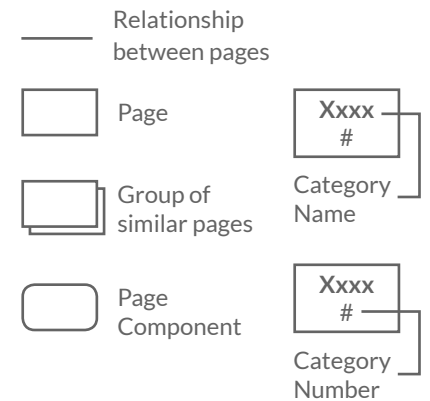 Relationship
between pages
Page
Xxxx
#
Category
Name
Group of
similar pages
Page
Component
Xxxx
#
Category
Number